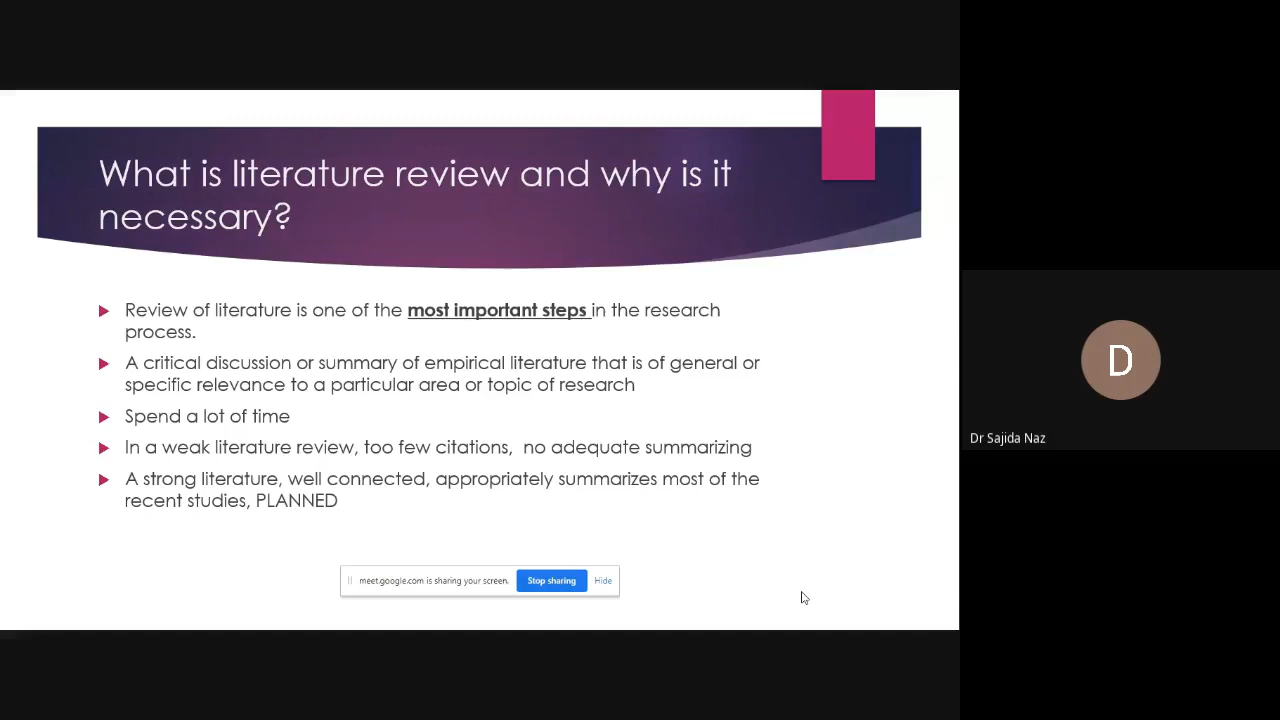 What is literature review and why is it
necessary?
Review of literature is one of the most important steps in the research
process.
A critical discussion or summary of empirical literature that is of general or
specific relevance to a particular area or topic of research
Spend a lot of time
In a weak literature review, too few citations,  no adequate summarizing
A strong literature, well connected, appropriately summarizes most of the
recent studies, PLANNED
meet.google.com is sharing your screen. Stop sharing Hide
D
Dr Sajida Naz